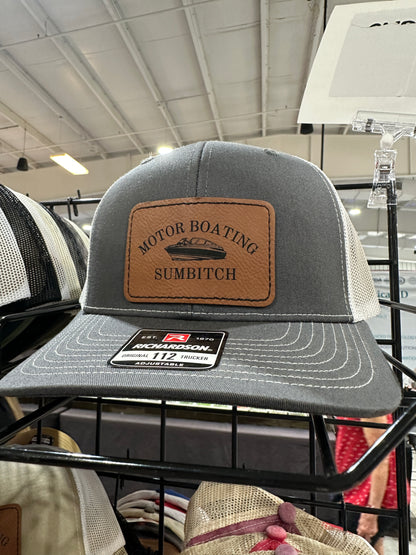 MOTOR BOATING
SUMBITCH
EST. 1970
R
RICHARDSON®
ORIGINAL 112 TRUCKER
ADJUSTABLE